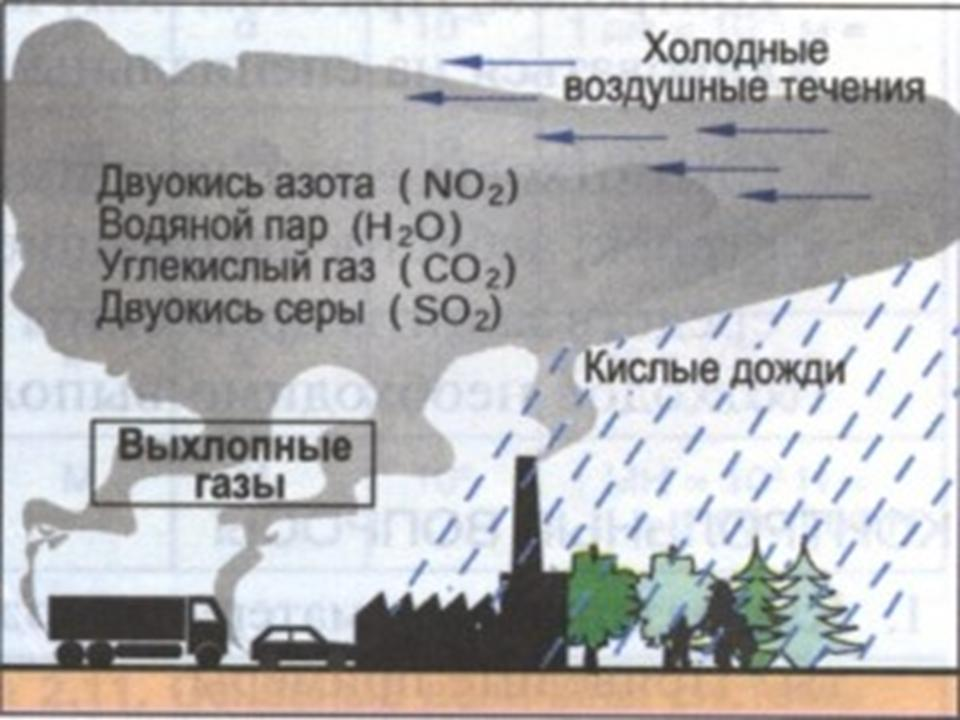 Холодные
воздушные течения
Двуокись азота (NO₂)
Водяной пар (H₂O)
Углекислый газ (CO₂)
Двуокись серы (SO₂)
Кислые дожди
Выхлопные
газы